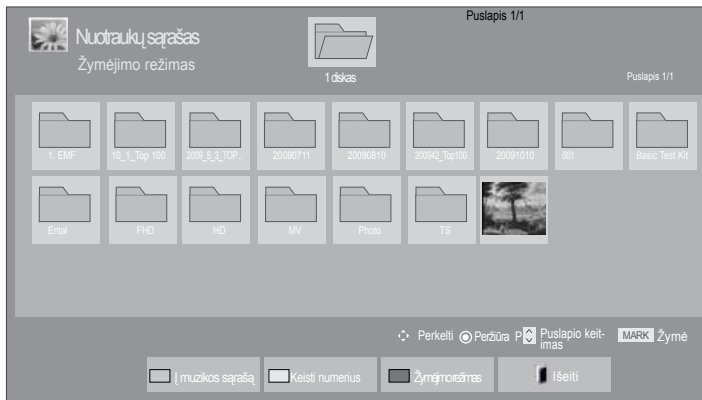 Puslapis 1/1
Nuotraukų sąrašas
Žymėjimo režimas
1 diskas
Puslapis 1/1
1. EMF
10_1_Top 100
2009_5_3_TOP...
20090711
20090810
200942_Top100
20091010
001
Basic Test Kit
Ental
FHD
HD
MV
Photo
TS
Perkelti Peržiūra P Puslapio keit-
imas
MARK Žymė
Į muzikos sąrašą
Keisti numerius
Žymėjimo režimas
Išeiti